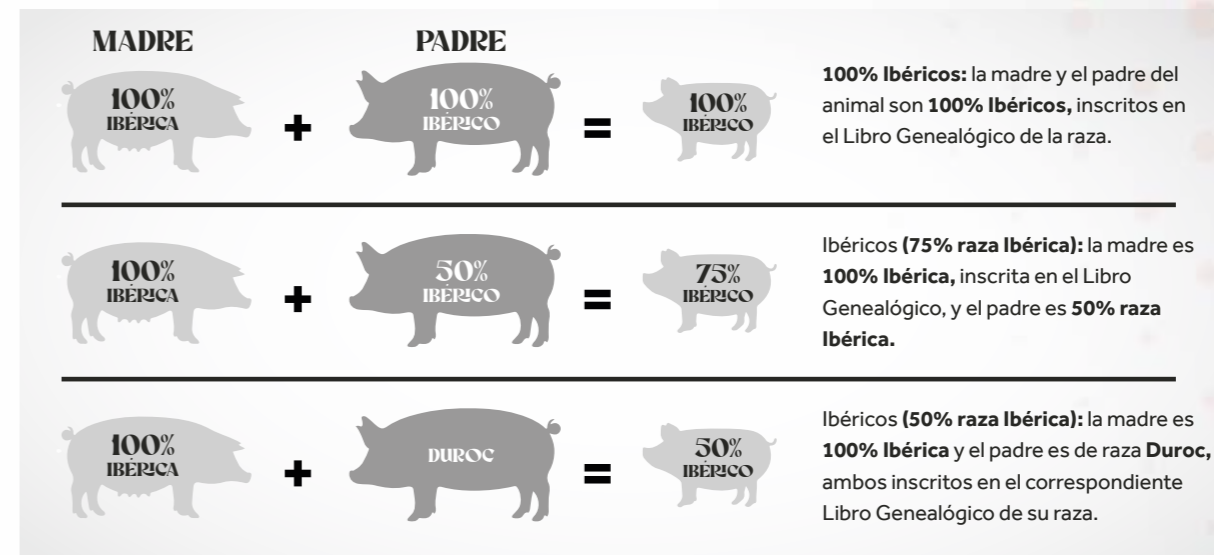 MADRE
PADRE
100%
IBÉRICA
+
100%
IBÉRICO
=
100%
IBÉRICO
100% Ibéricos: la madre y el padre del
animal son 100% Ibéricos, inscritos en
el Libro Genealógico de la raza.
100%
IBÉRICA
+
50%
IBÉRICO
=
75%
IBÉRICO
Ibéricos (75% raza Ibérica): la madre es
100% Ibérica, inscrita en el Libro
Genealógico, y el padre es 50% raza
Ibérica.
100%
IBÉRICA
+
DUROC
=
50%
IBÉRICO
Ibéricos (50% raza Ibérica): la madre es
100% Ibérica y el padre es de raza Duroc,
ambos inscritos en el correspondiente
Libro Genealógico de su raza.